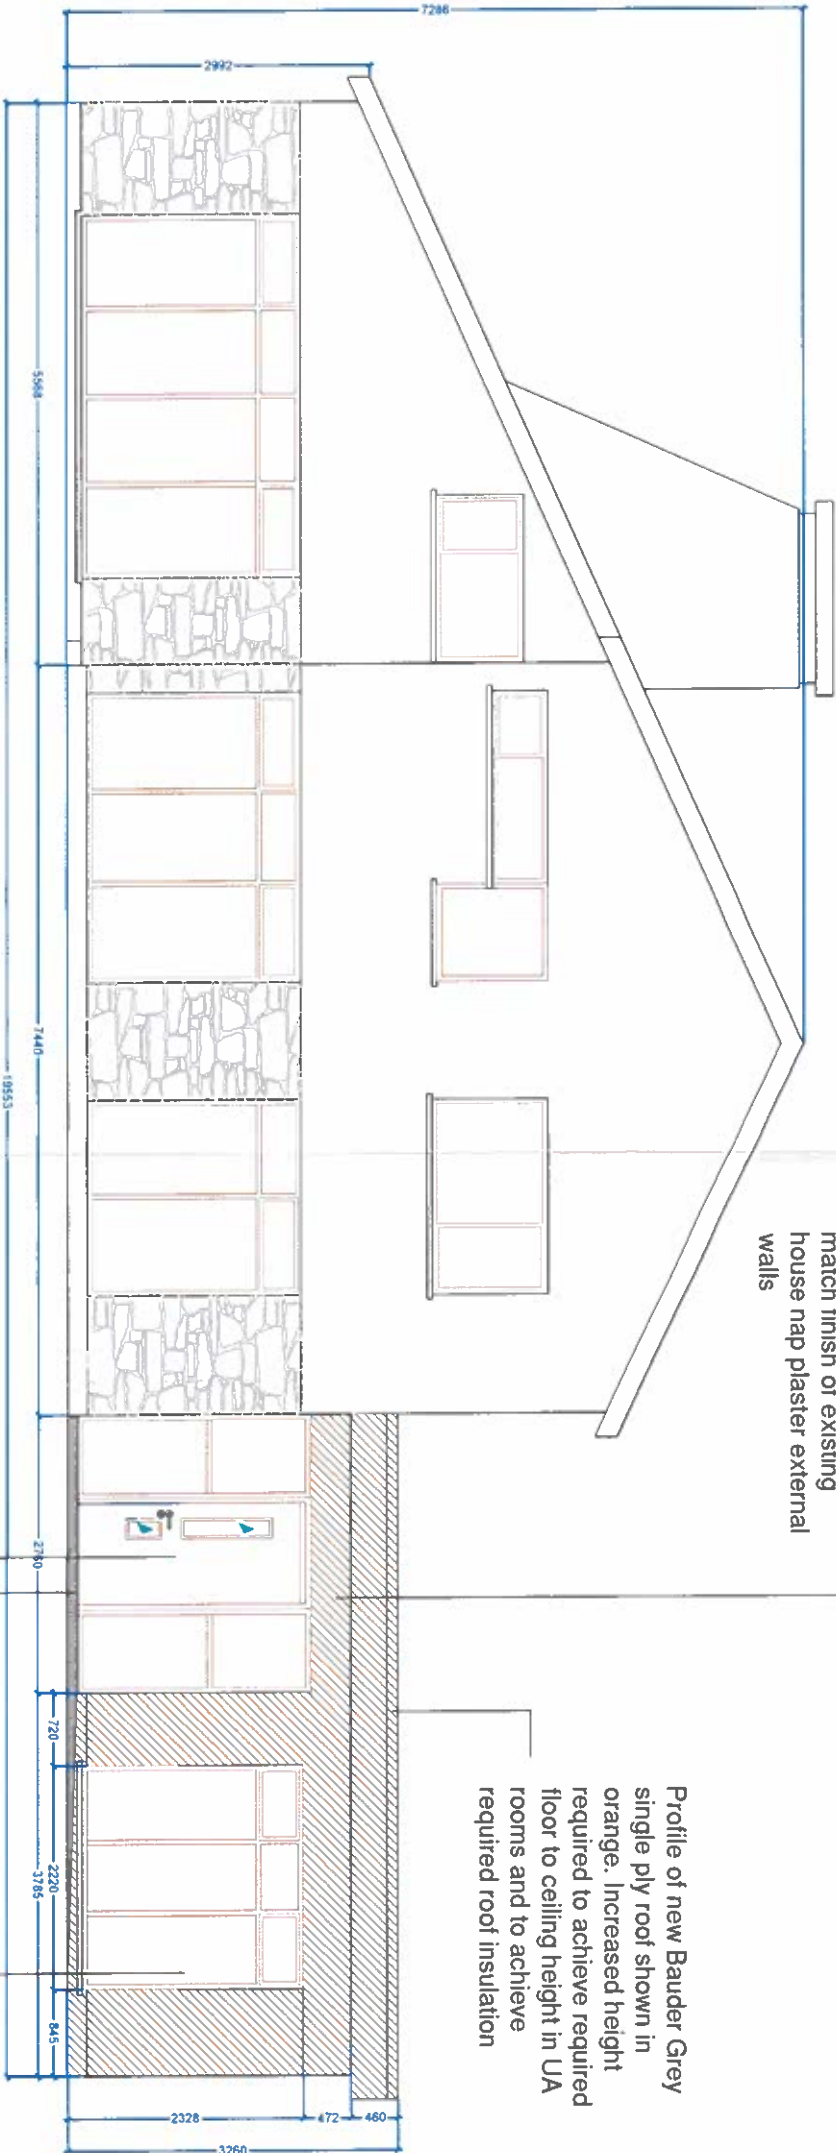 7286
2992
match finish of existing
house nap plaster external
walls
Profile of new Bauder Grey
single ply roof shown in
orange. Increased height
required to achieve required
floor to ceiling height in UA
rooms and to achieve
required roof insulation
5568
7440
2760
720
2220
845
3785
19553
2328
472
460
3260